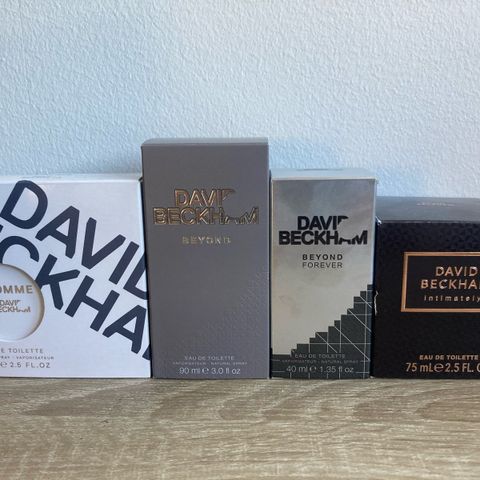 DAVID
BECKHAM
HOMME
DAVID
BECKHAM
DE TOILETTE
SPRAY - VAPORISATEUR
℮ 2.5 FL.OZ
DAVID
BECKHAM
BEYOND
EAU DE TOILETTE
VAPORISATEUR - NATURAL SPRAY
90 ml ℮ 3.0 fl oz
DAVID
BECKHAM
BEYOND
FOREVER
EAU DE TOILETTE
VAPORISATEUR - NATURAL SPRAY
40 ml ℮ 1.35 fl oz
DAVID
BECKHAM
intimately
EAU DE TOILETTE
75 mL ℮ 2.5 FL. O